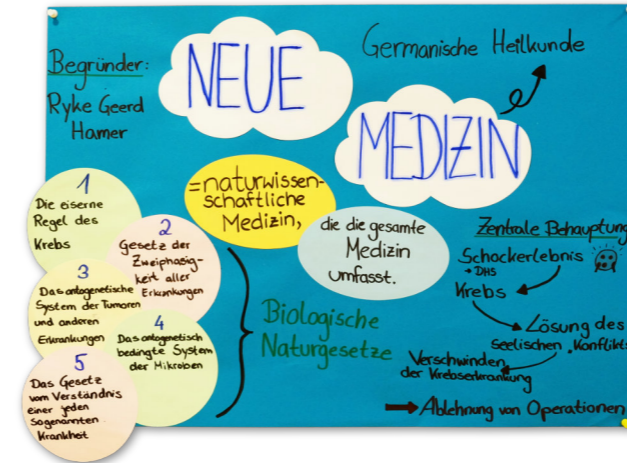 Begründer:
Ryke Geerd
Hamer
NEUE
MEDIZIN
Germanische Heilkunde
=naturwissen-
schaftliche
Medizin,
die die gesamte
Medizin
umfasst.
1
Die eiserne
Regel des
Krebs
2
Gesetz der
Zweiphasig-
keit aller
Erkrankungen
3
Das ontogenetische
System der Tumoren
und anderen
Erkrankungen
4
Das ontogenetisch
bedingte System
der Mikroben
5
Das Gesetz
vom Verständnis
einer jeden
sogenannten
Krankheit
Biologische
Naturgesetze
Zentrale Behauptung
Schockerlebnis
→ DHS
Krebs
Lösung des
seelischen "Konflikts
Verschwinden
der Krebserkrankung
→ Ablehnung von Operationen